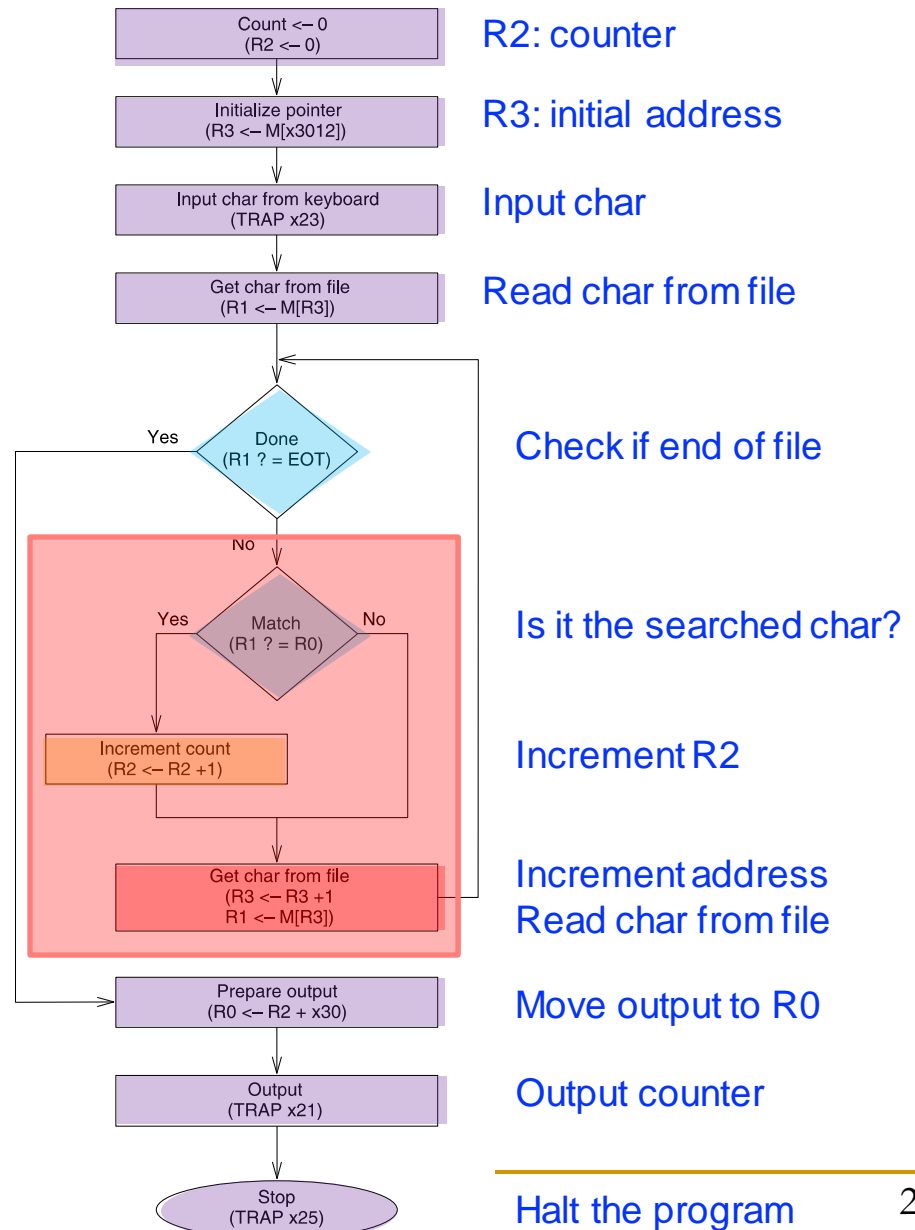 Count <– 0
(R2 <– 0)
R2: counter
Initialize pointer
(R3 <– M[x3012])
R3: initial address
Input char from keyboard
(TRAP x23)
Input char
Get char from file
(R1 <– M[R3])
Read char from file
Yes
Done
(R1 ? = EOT)
Check if end of file
No
Yes
Match
(R1 ? = R0)
No
Is it the searched char?
Increment count
(R2 <– R2 +1)
Increment R2
Get char from file
(R3 <– R3 +1
R1 <– M[R3])
Increment address
Read char from file
Prepare output
(R0 <– R2 + x30)
Move output to R0
Output
(TRAP x21)
Output counter
Stop
(TRAP x25)
Halt the program
2